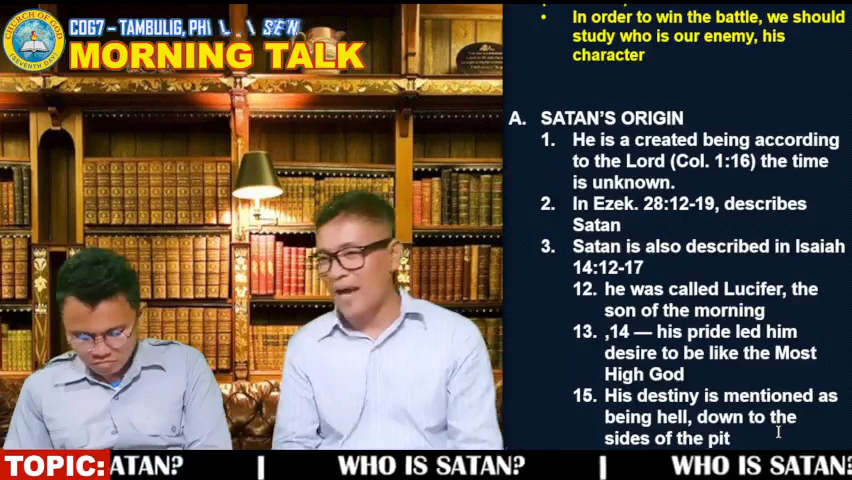 CHURCH OF GOD
(SEVENTH DAY)
COG7 – TAMBULIG, PHI
MORNING TALK
• In order to win the battle, we should
study who is our enemy, his
character
A. SATAN'S ORIGIN
1. He is a created being according
to the Lord (Col. 1:16) the time
is unknown.
2. In Ezek. 28:12-19, describes
Satan
3. Satan is also described in Isaiah
14:12-17
12. he was called Lucifer, the
son of the morning
13. ,14 — his pride led him
desire to be like the Most
High God
15. His destiny is mentioned as
being hell, down to the
sides of the pit
TOPIC: ATAN? | WHO IS SATAN? | WHO IS SATAN?